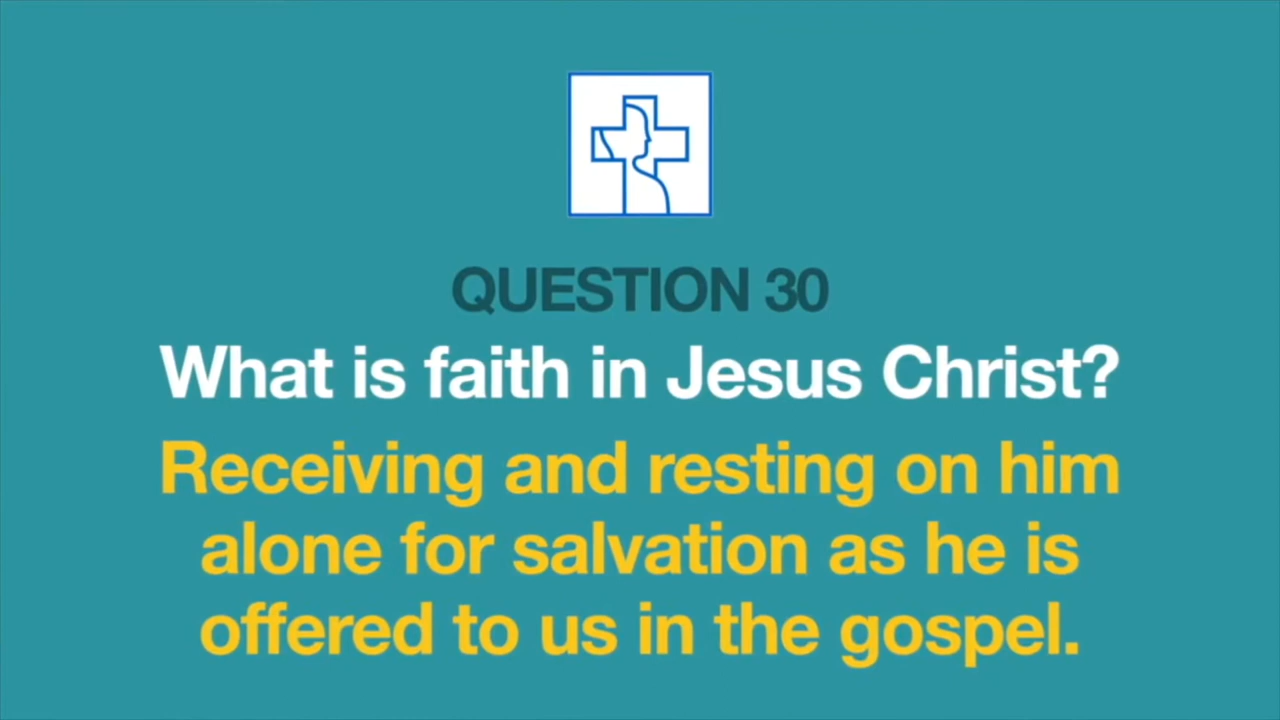 QUESTION 30
What is faith in Jesus Christ?
Receiving and resting on him
alone for salvation as he is
offered to us in the gospel.